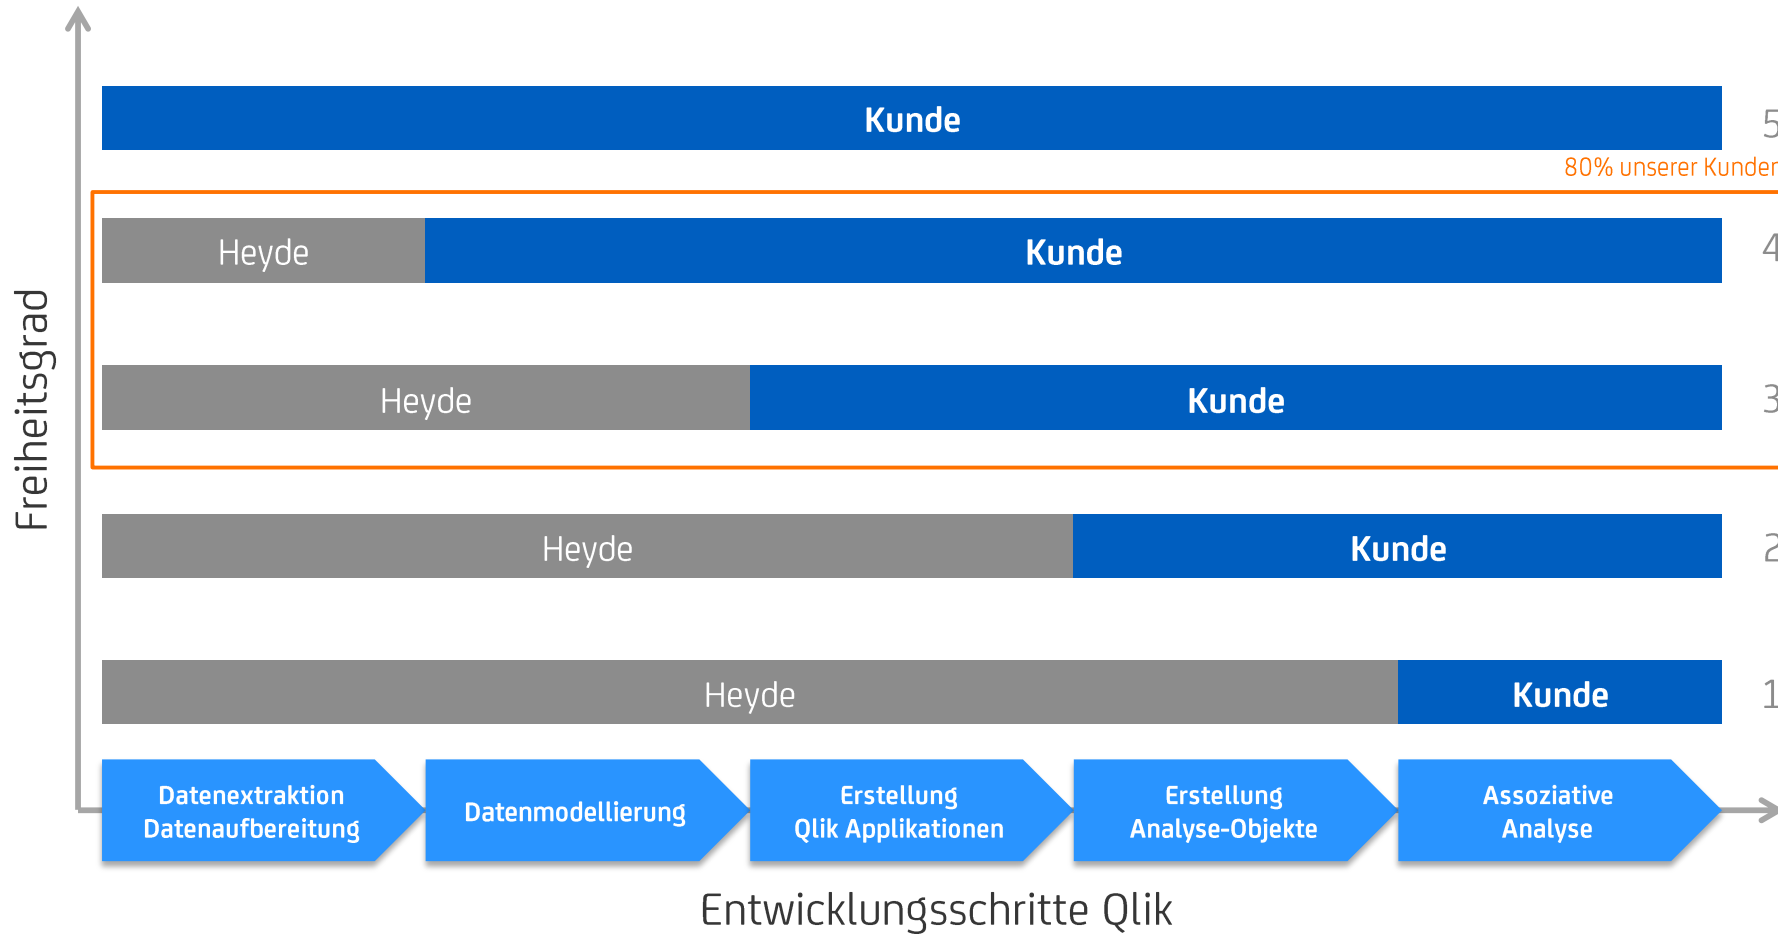 Kunde
5
80% unserer Kunden
Heyde
Kunde
4
Heyde
Kunde
3
Heyde
Kunde
2
Heyde
Kunde
1
Freiheitsgrad
Datenextraktion
Datenaufbereitung
Datenmodellierung
Erstellung
Qlik Applikationen
Erstellung
Analyse-Objekte
Assoziative
Analyse
Entwicklungsschritte Qlik